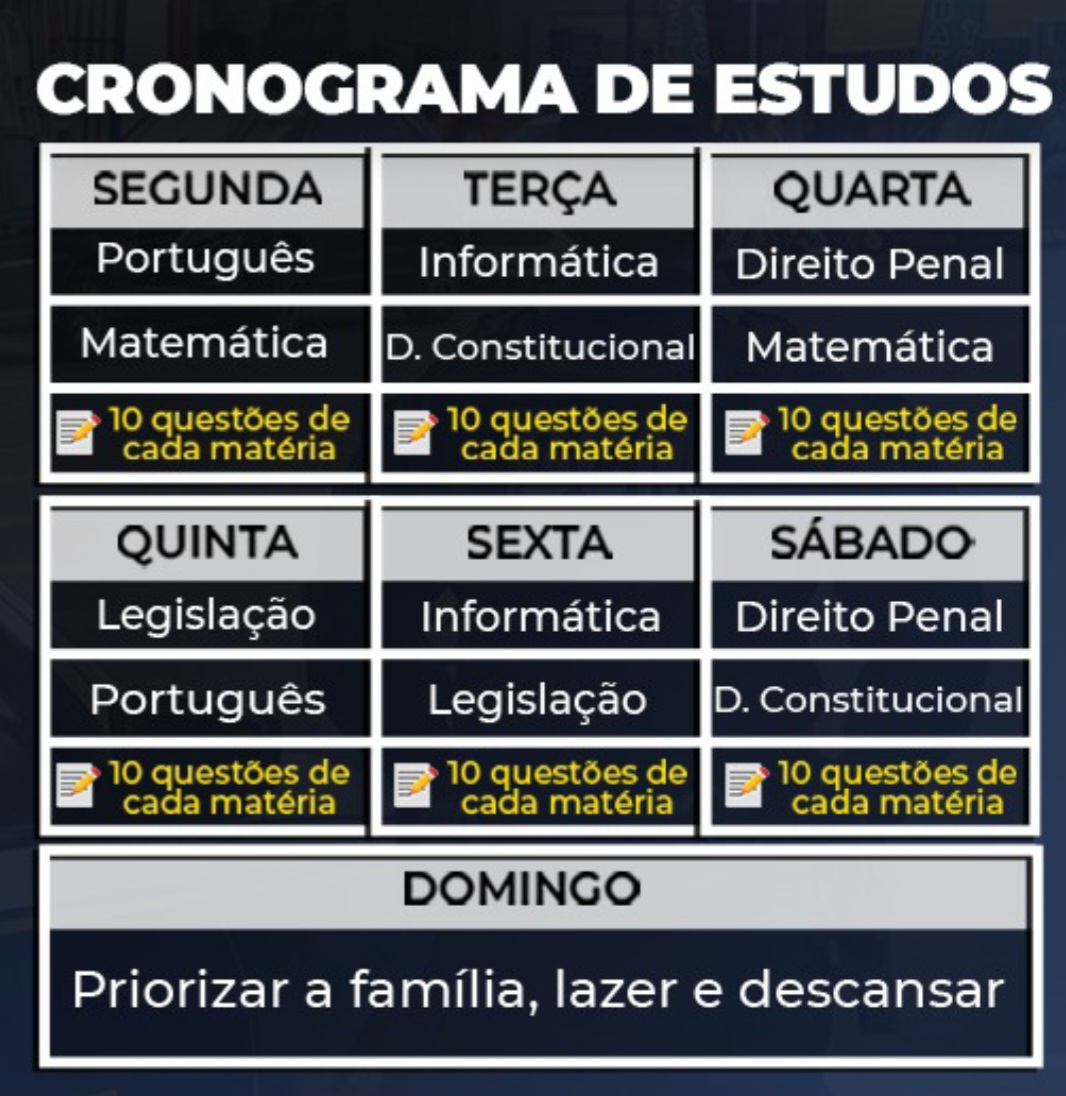 CRONOGRAMA DE ESTUDOS
SEGUNDA
Português
Matemática
10 questões de
cada matéria
TERÇA
Informática
D. Constitucional
10 questões de
cada matéria
QUARTA
Direito Penal
Matemática
10 questões de
cada matéria
QUINTA
Legislação
Português
10 questões de
cada matéria
SEXTA
Informática
Legislação
10 questões de
cada matéria
SÁBADO
Direito Penal
D. Constitucional
10 questões de
cada matéria
DOMINGO
Priorizar a família, lazer e descansar